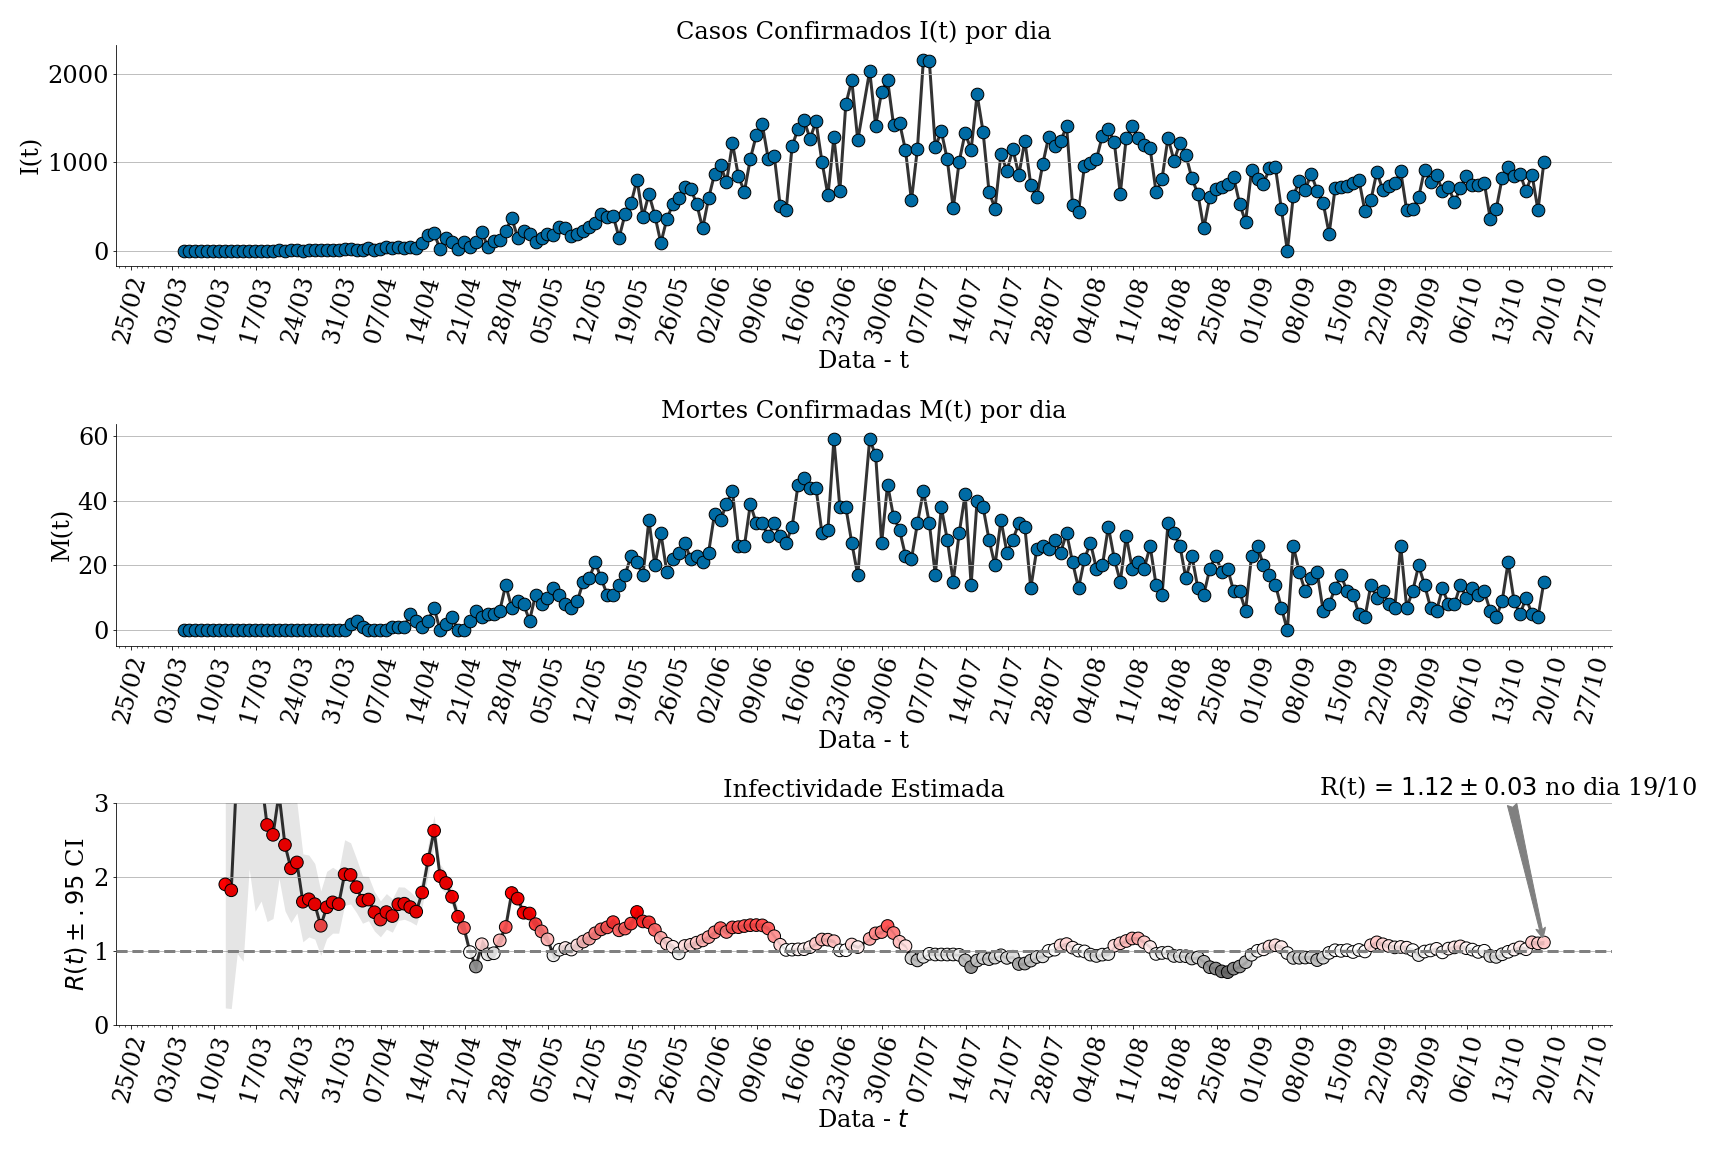 Casos Confirmados I(t) por dia
I(t)
2000
1000
0
25/02 03/03 10/03 17/03 24/03 31/03 07/04 14/04 21/04 28/04 05/05 12/05 19/05 26/05 02/06 09/06 16/06 23/06 30/06 07/07 14/07 21/07 28/07 04/08 11/08 18/08 25/08 01/09 08/09 15/09 22/09 29/09 06/10 13/10 20/10 27/10
Data - t
Mortes Confirmadas M(t) por dia
M(t)
60
40
20
0
25/02 03/03 10/03 17/03 24/03 31/03 07/04 14/04 21/04 28/04 05/05 12/05 19/05 26/05 02/06 09/06 16/06 23/06 30/06 07/07 14/07 21/07 28/07 04/08 11/08 18/08 25/08 01/09 08/09 15/09 22/09 29/09 06/10 13/10 20/10 27/10
Data - t
Infectividade Estimada
R(t) = 1.12 ± 0.03 no dia 19/10
R(t) ± .95 CI
3
2
1
0
25/02 03/03 10/03 17/03 24/03 31/03 07/04 14/04 21/04 28/04 05/05 12/05 19/05 26/05 02/06 09/06 16/06 23/06 30/06 07/07 14/07 21/07 28/07 04/08 11/08 18/08 25/08 01/09 08/09 15/09 22/09 29/09 06/10 13/10 20/10 27/10
Data - t